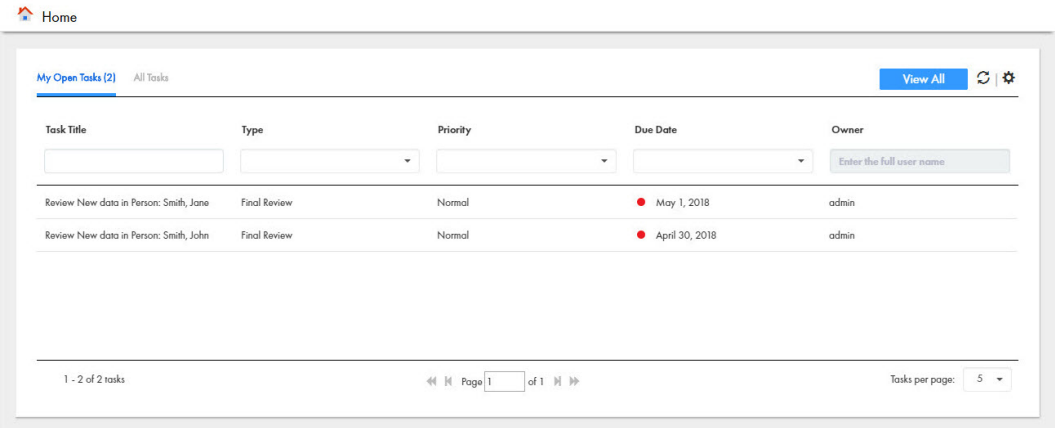 Home
My Open Tasks (2) All Tasks View All |
Task Title Type Priority Due Date Owner
Enter the full user name
Review New data in Person: Smith, Jane Final Review Normal May 1, 2018 admin
Review New data in Person: Smith, John Final Review Normal April 30, 2018 admin
1 - 2 of 2 tasks Page 1 of 1 Tasks per page: 5